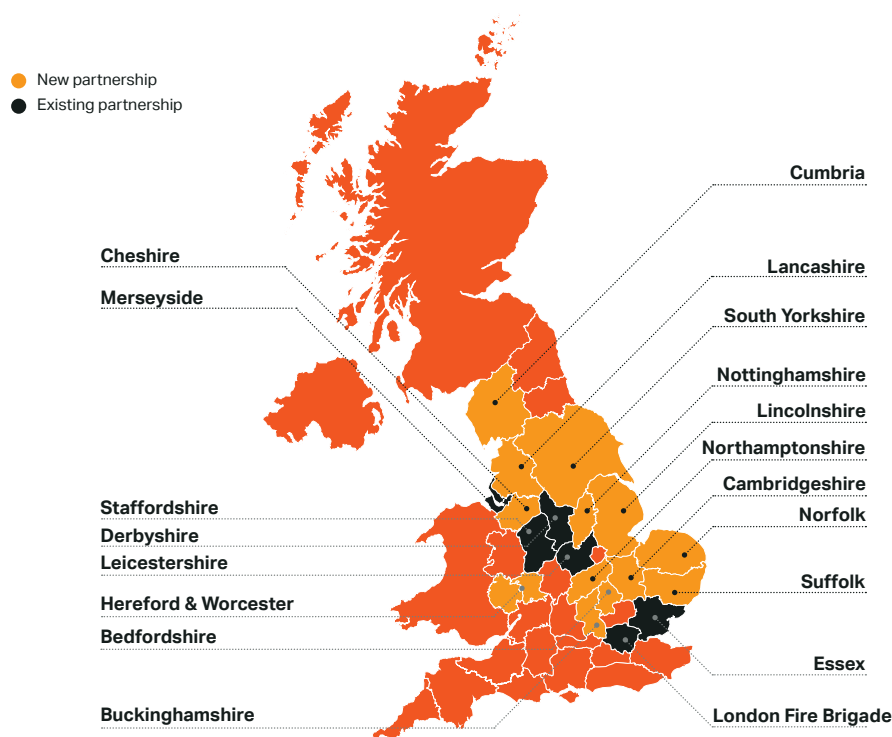 New partnership
Existing partnership
Cumbria
Cheshire
Lancashire
Merseyside
South Yorkshire
Nottinghamshire
Lincolnshire
Northamptonshire
Cambridgeshire
Staffordshire
Norfolk
Derbyshire
Leicestershire
Suffolk
Hereford & Worcester
Bedfordshire
Essex
Buckinghamshire
London Fire Brigade